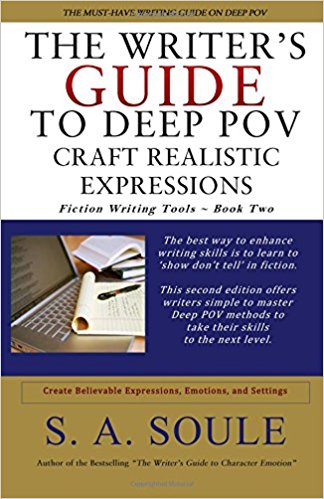 THE MUST-HAVE WRITING GUIDE ON DEEP POV
THE WRITER'S
GUIDE
TO DEEP POV
CRAFT REALISTIC
EXPRESSIONS
Fiction Writing Tools ~ Book Two
The best way to enhance
writing skills is to learn to
'show don't tell' in fiction.
This second edition offers
writers simple to master
Deep POV methods to
take their skills
to the next level.
Create Believable Expressions, Emotions, and Settings
S. A. SOULE
Author of the Bestselling "The Writer's Guide to Character Emotion"